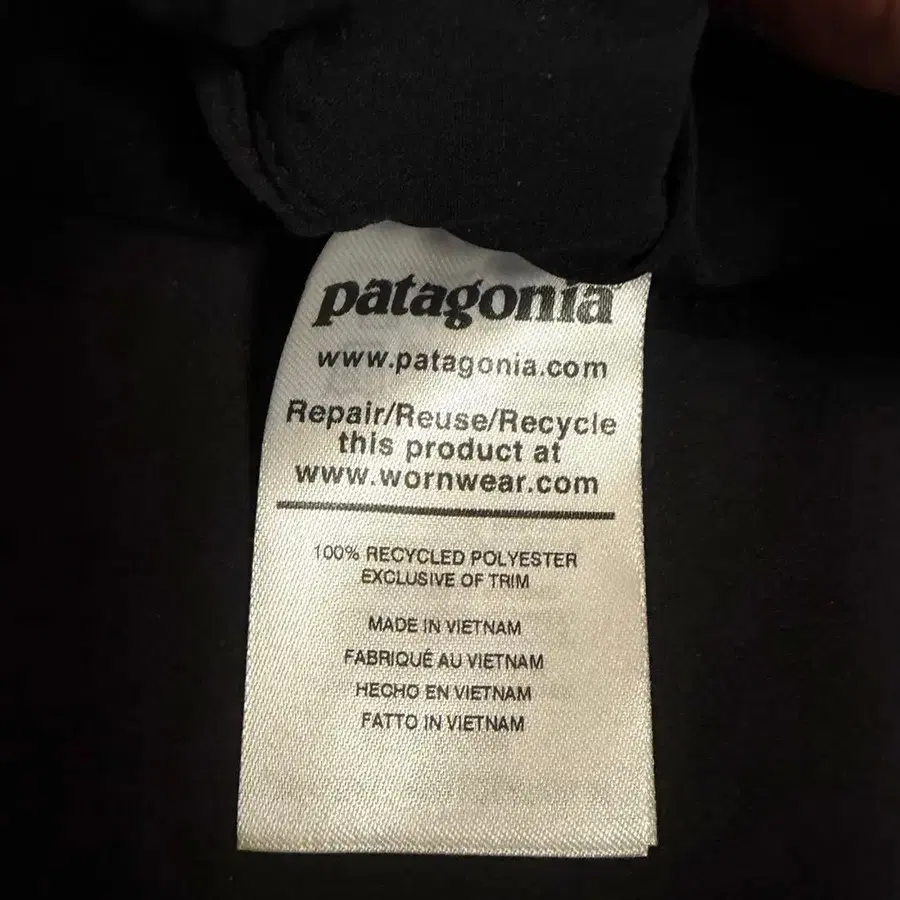 patagonia
www.patagonia.com
Repair/Reuse/Recycle
this product at
www.wornwear.com
100% RECYCLED POLYESTER
EXCLUSIVE OF TRIM
MADE IN VIETNAM
FABRIQUÉ AU VIETNAM
HECHO EN VIETNAM
FATTO IN VIETNAM